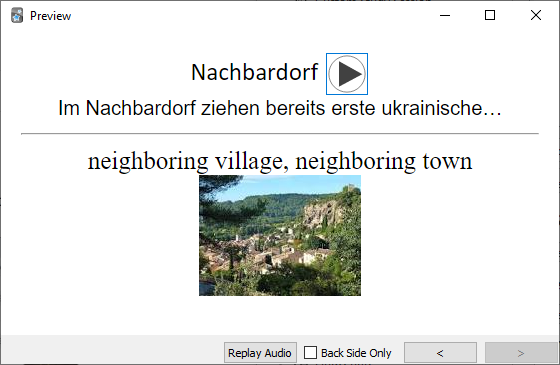 Preview
Nachbardorf
Im Nachbardorf ziehen bereits erste ukrainische…
neighboring village, neighboring town
Replay Audio
Back Side Only
<
>